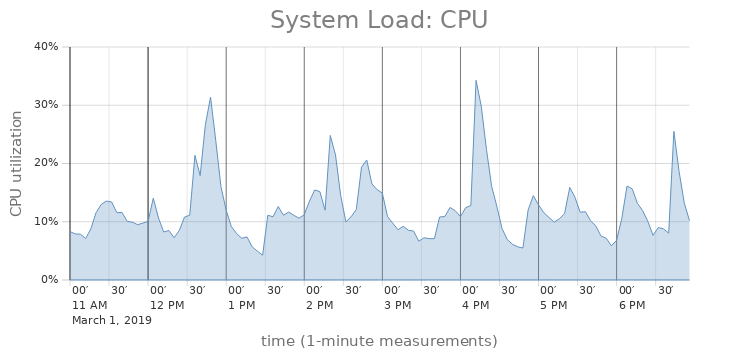 System Load: CPU
40%
30%
20%
10%
0%
CPU utilization
00′ 30′ 00′ 30′ 00′ 30′ 00′ 30′ 00′ 30′ 00′ 30′ 00′ 30′ 00′ 30′
11 AM 12 PM 1 PM 2 PM 3 PM 4 PM 5 PM 6 PM
March 1, 2019
time (1-minute measurements)